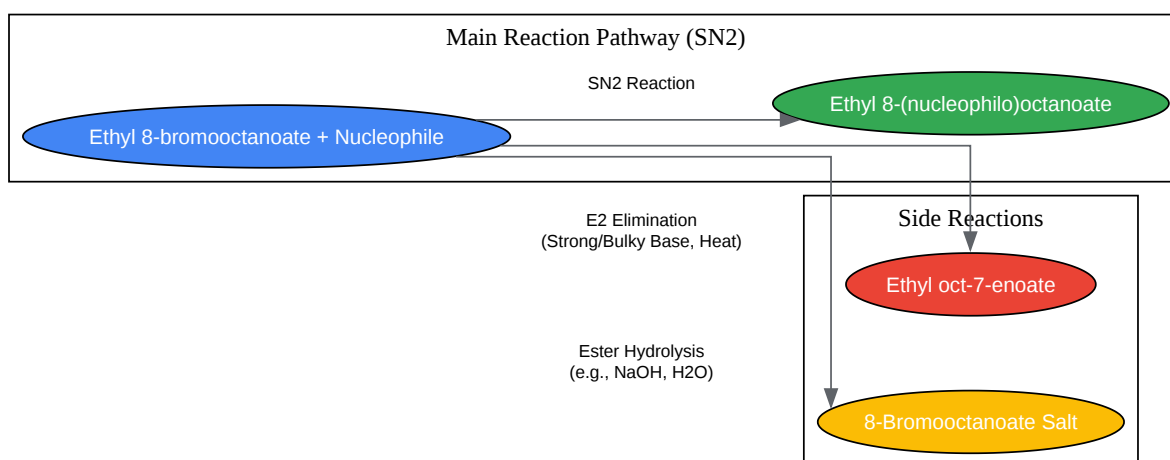 Main Reaction Pathway (SN2)
SN2 Reaction
Ethyl 8-(nucleophilo)octanoate
Ethyl 8-bromooctanoate + Nucleophile
E2 Elimination
(Strong/Bulky Base, Heat)
Side Reactions
Ethyl oct-7-enoate
Ester Hydrolysis
(e.g., NaOH, H2O)
8-Bromooctanoate Salt